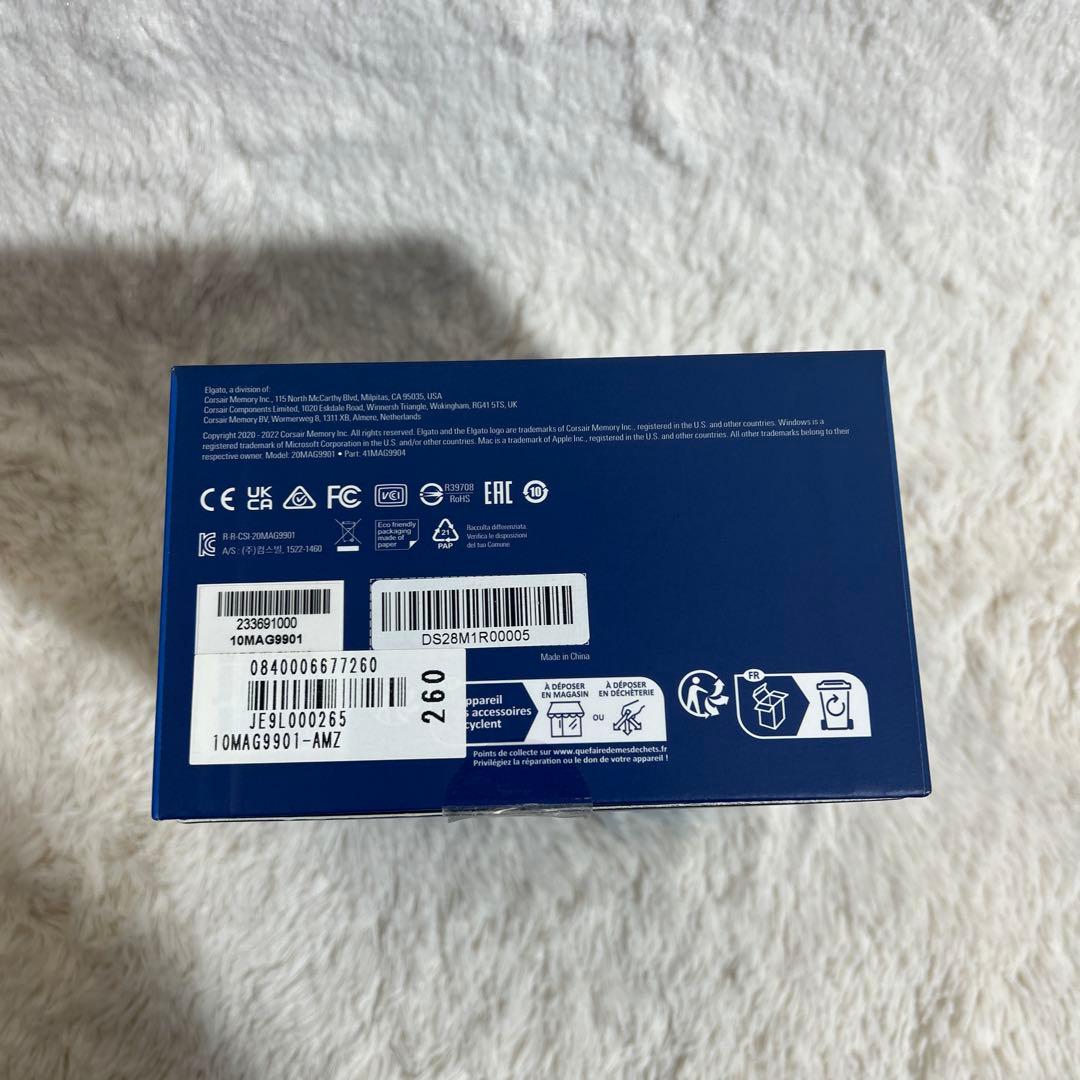 Elgato, a division of:
Corsair Memory Inc., 115 North McCarthy Blvd, Milpitas, CA 95035, USA
Corsair Components Limited, 1020 Eskdale Road, Winnersh Triangle, Wokingham, RG41 5TS, UK
Corsair Memory BV, Wormerweg 8, 1311 XB, Almere, Netherlands
Copyright 2020 - 2022 Corsair Memory Inc. All rights reserved. Elgato and the Elgato logo are trademarks of Corsair Memory Inc., registered in the U.S. and other countries. Windows is a
registered trademark of Microsoft Corporation in the U.S. and/or other countries. Mac is a trademark of Apple Inc., registered in the U.S. and other countries. All other trademarks belong to their
respective owner. Model: 20MAG9901 • Part: 41MAG9904
CE UK CA FC VCI R39708 RoHS EAC 10
R-R-CSI-20MAG9901
A/S : (주)컴스빌, 1522-1460
Eco friendly
packaging
made of
paper
21
PAP
Raccolta differenziata.
Verifica le disposizioni
del tuo Comune
233691000
10MAG9901
DS28M1R00005
Made in China
0840006677260
JE9L000265
10MAG9901-AMZ
260
ppareil
s accessoires
cyclent
À DÉPOSER
EN MAGASIN
OU
À DÉPOSER
EN DÉCHÈTERIE
Points de collecte sur www.quefairedemesdechets.fr
Privilégiez la réparation ou le don de votre appareil !
FR